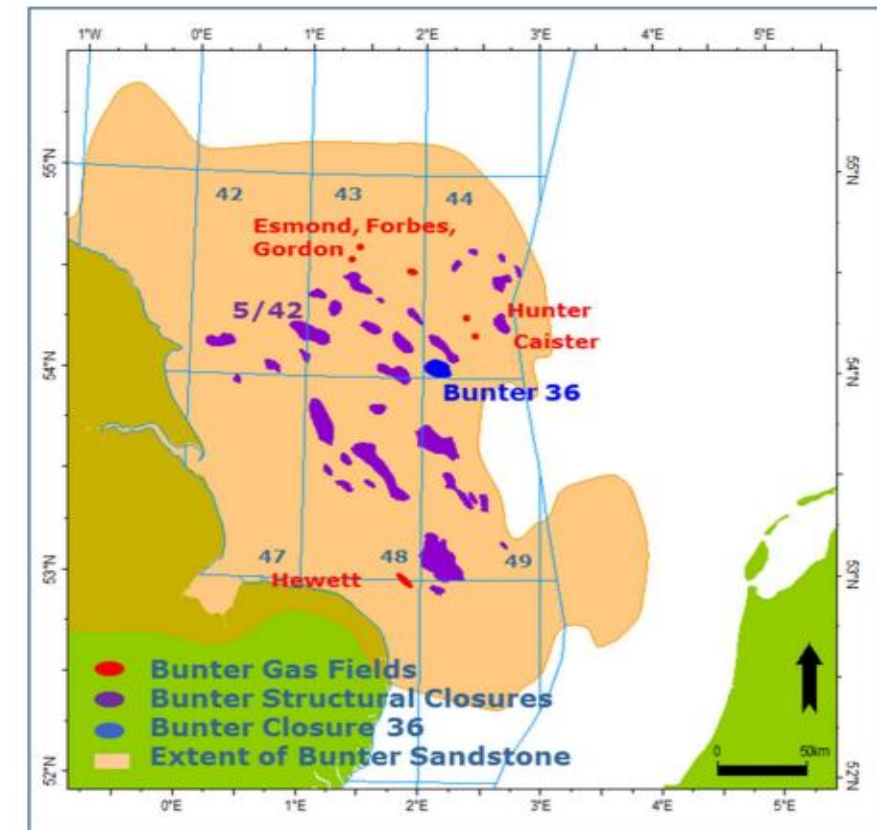 1°W 0°E 1°E 2°E 3°E 4°E 5°E
55°N 55°N
42 43 44
Esmond, Forbes,
Gordon
5/42 Hunter
Caister
54°N 54°N
Bunter 36
47 48 49
53°N 53°N
Hewett
Bunter Gas Fields
Bunter Structural Closures
Bunter Closure 36
Extent of Bunter Sandstone
0 50km
52°N 52°N
0°E 1°E 2°E 3°E 4°E 5°E